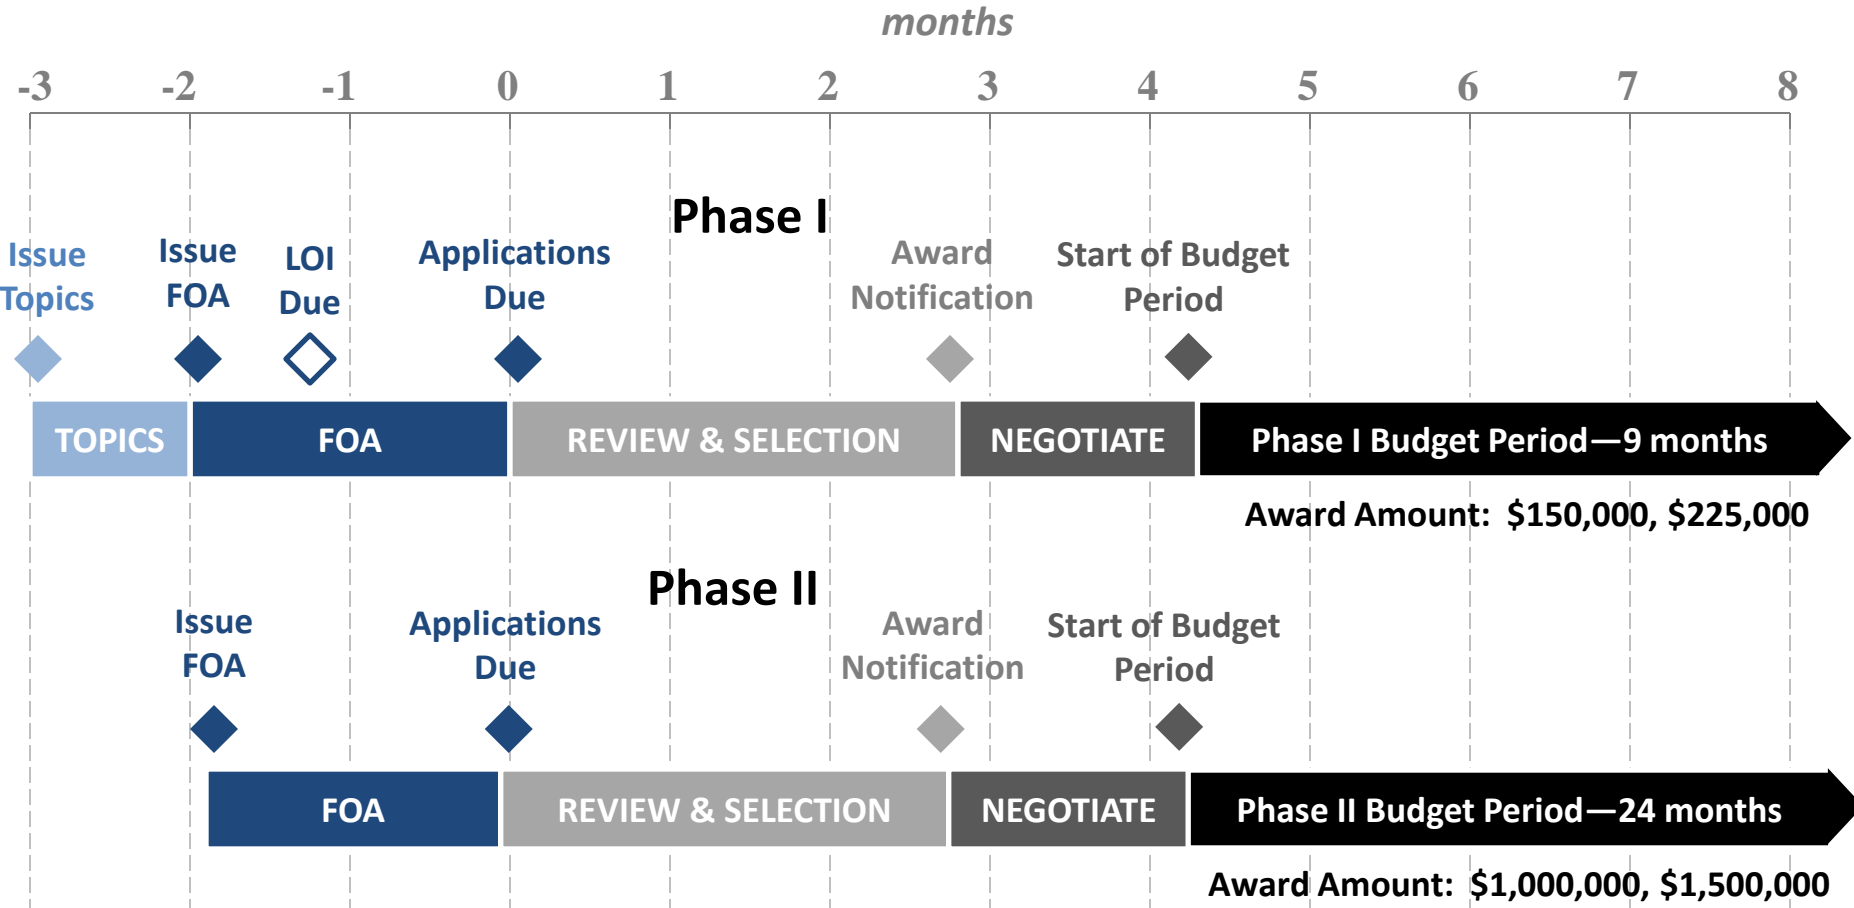 months
-3 -2 -1 0 1 2 3 4 5 6 7 8
Phase I
Issue
Topics
Issue
FOA
LOI
Due
Applications
Due
Award
Notification
Start of Budget
Period
TOPICS
FOA
REVIEW & SELECTION
NEGOTIATE
Phase I Budget Period—9 months
Award Amount: $150,000, $225,000
Phase II
Issue
FOA
Applications
Due
Award
Notification
Start of Budget
Period
FOA
REVIEW & SELECTION
NEGOTIATE
Phase II Budget Period—24 months
Award Amount: $1,000,000, $1,500,000